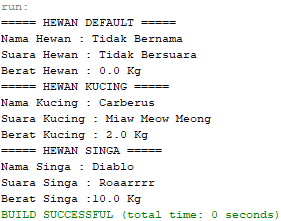 run:
===== HEWAN DEFAULT =====
Nama Hewan : Tidak Bernama
Suara Hewan : Tidak Bersuara
Berat Hewan : 0.0 Kg
===== HEWAN KUCING =====
Nama Kucing : Carberus
Suara Kucing : Miaw Meow Meong
Berat Kucing : 2.0 Kg
===== HEWAN SINGA =====
Nama Singa : Diablo
Suara Singa : Roaarrrr
Berat Singa :10.0 Kg
BUILD SUCCESSFUL (total time: 0 seconds)